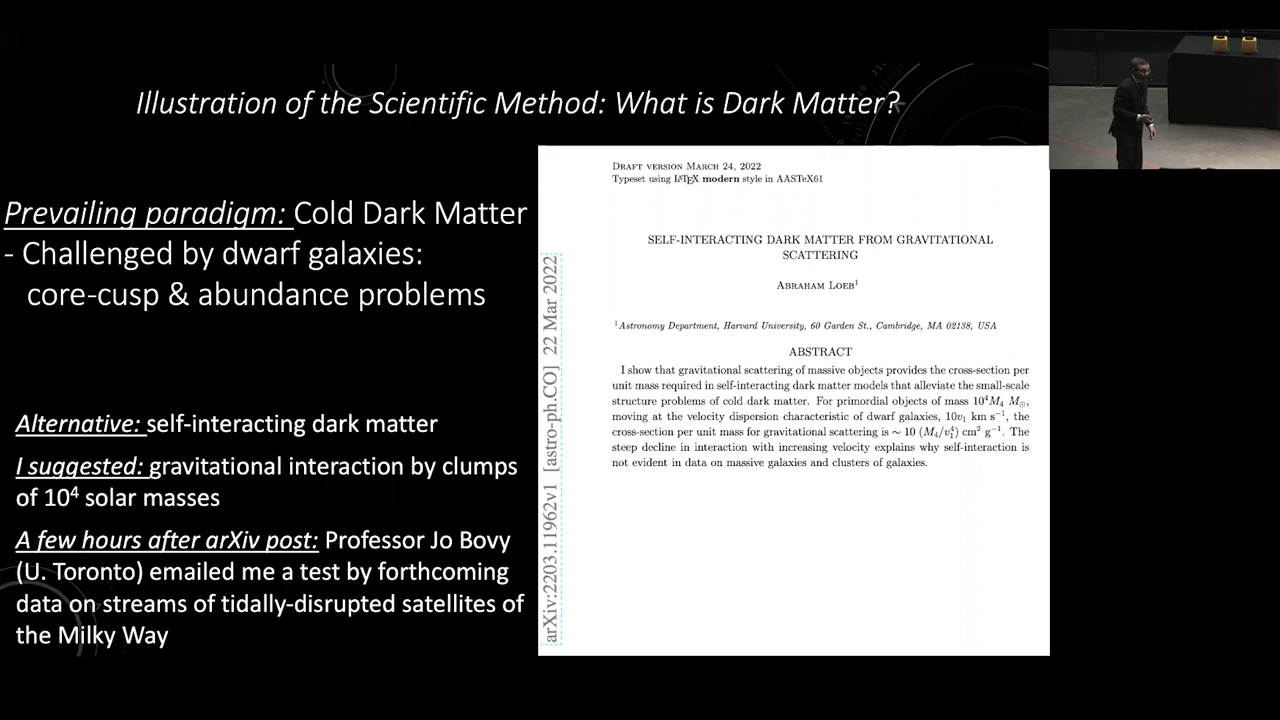 Illustration of the Scientific Method: What is Dark Matter?
Prevailing paradigm: Cold Dark Matter
- Challenged by dwarf galaxies:
core-cusp & abundance problems
Alternative: self-interacting dark matter
I suggested: gravitational interaction by clumps
of 10⁴ solar masses
A few hours after arXiv post: Professor Jo Bovy
(U. Toronto) emailed me a test by forthcoming
data on streams of tidally-disrupted satellites of
the Milky Way
arXiv:2203.11962v1 [astro-ph.CO] 22 Mar 2022
DRAFT VERSION MARCH 24, 2022
Typeset using LATEX modern style in AASTeX61
SELF-INTERACTING DARK MATTER FROM GRAVITATIONAL
SCATTERING
ABRAHAM LOEB¹
¹Astronomy Department, Harvard University, 60 Garden St., Cambridge, MA 02138, USA
ABSTRACT
I show that gravitational scattering of massive objects provides the cross-section per
unit mass required in self-interacting dark matter models that alleviate the small-scale
structure problems of cold dark matter. For primordial objects of mass 10⁴M₄ M☉,
moving at the velocity dispersion characteristic of dwarf galaxies, 10v₁ km s⁻¹, the
cross-section per unit mass for gravitational scattering is ∼ 10 (M₄/v₁⁴) cm² g⁻¹. The
steep decline in interaction with increasing velocity explains why self-interaction is
not evident in data on massive galaxies and clusters of galaxies.